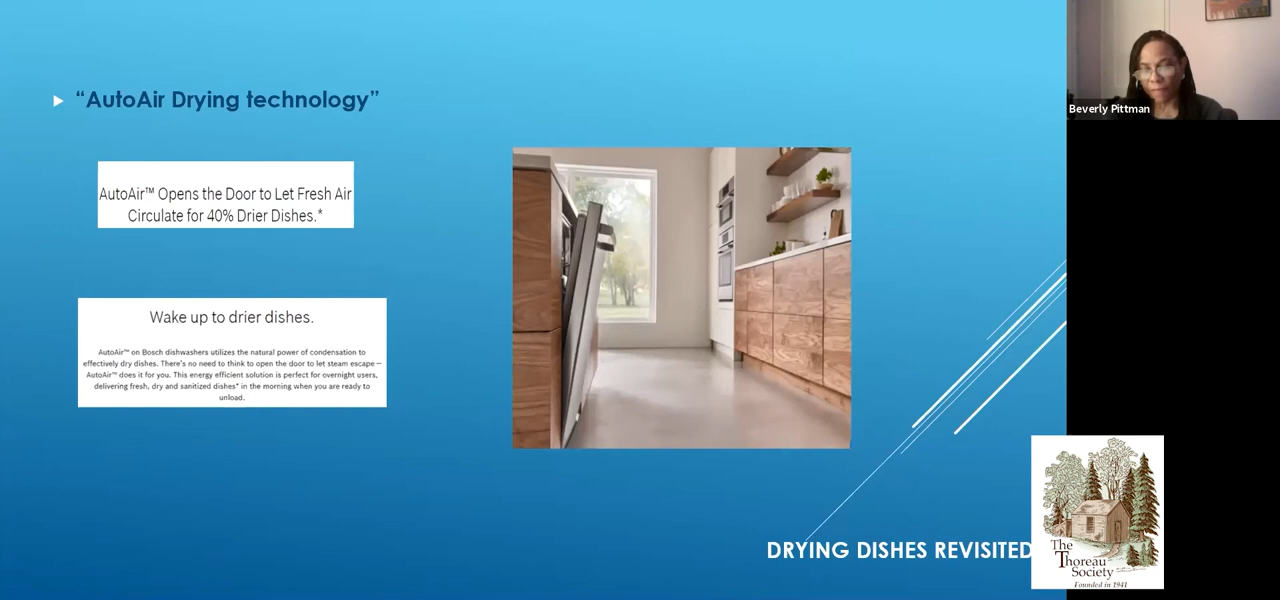 “AutoAir Drying technology”
AutoAir™ Opens the Door to Let Fresh Air
Circulate for 40% Drier Dishes.*
Wake up to drier dishes.
AutoAir™ on Bosch dishwashers utilizes the natural power of condensation to
effectively dry dishes. There's no need to think to open the door to let steam escape —
AutoAir™ does it for you. This energy efficient solution is perfect for overnight users,
delivering fresh, dry and sanitized dishes* in the morning when you are ready to
unload.
DRYING DISHES REVISITED
Beverly Pittman
The
Thoreau
Society
Founded in 1941